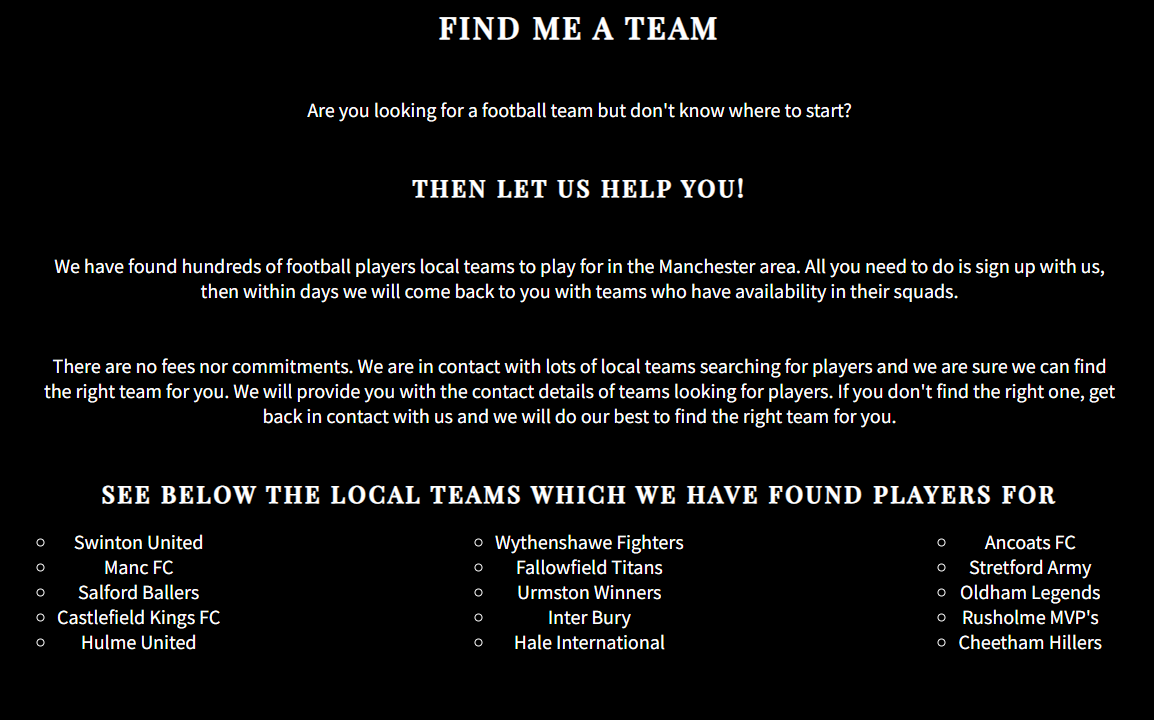 FIND ME A TEAM
Are you looking for a football team but don't know where to start?
THEN LET US HELP YOU!
We have found hundreds of football players local teams to play for in the Manchester area. All you need to do is sign up with us,
then within days we will come back to you with teams who have availability in their squads.
There are no fees nor commitments. We are in contact with lots of local teams searching for players and we are sure we can find
the right team for you. We will provide you with the contact details of teams looking for players. If you don't find the right one, get
back in contact with us and we will do our best to find the right team for you.
SEE BELOW THE LOCAL TEAMS WHICH WE HAVE FOUND PLAYERS FOR
Swinton United
Manc FC
Salford Ballers
Castlefield Kings FC
Hulme United
Wythenshawe Fighters
Fallowfield Titans
Urmston Winners
Inter Bury
Hale International
Ancoats FC
Stretford Army
Oldham Legends
Rusholme MVP's
Cheetham Hillers